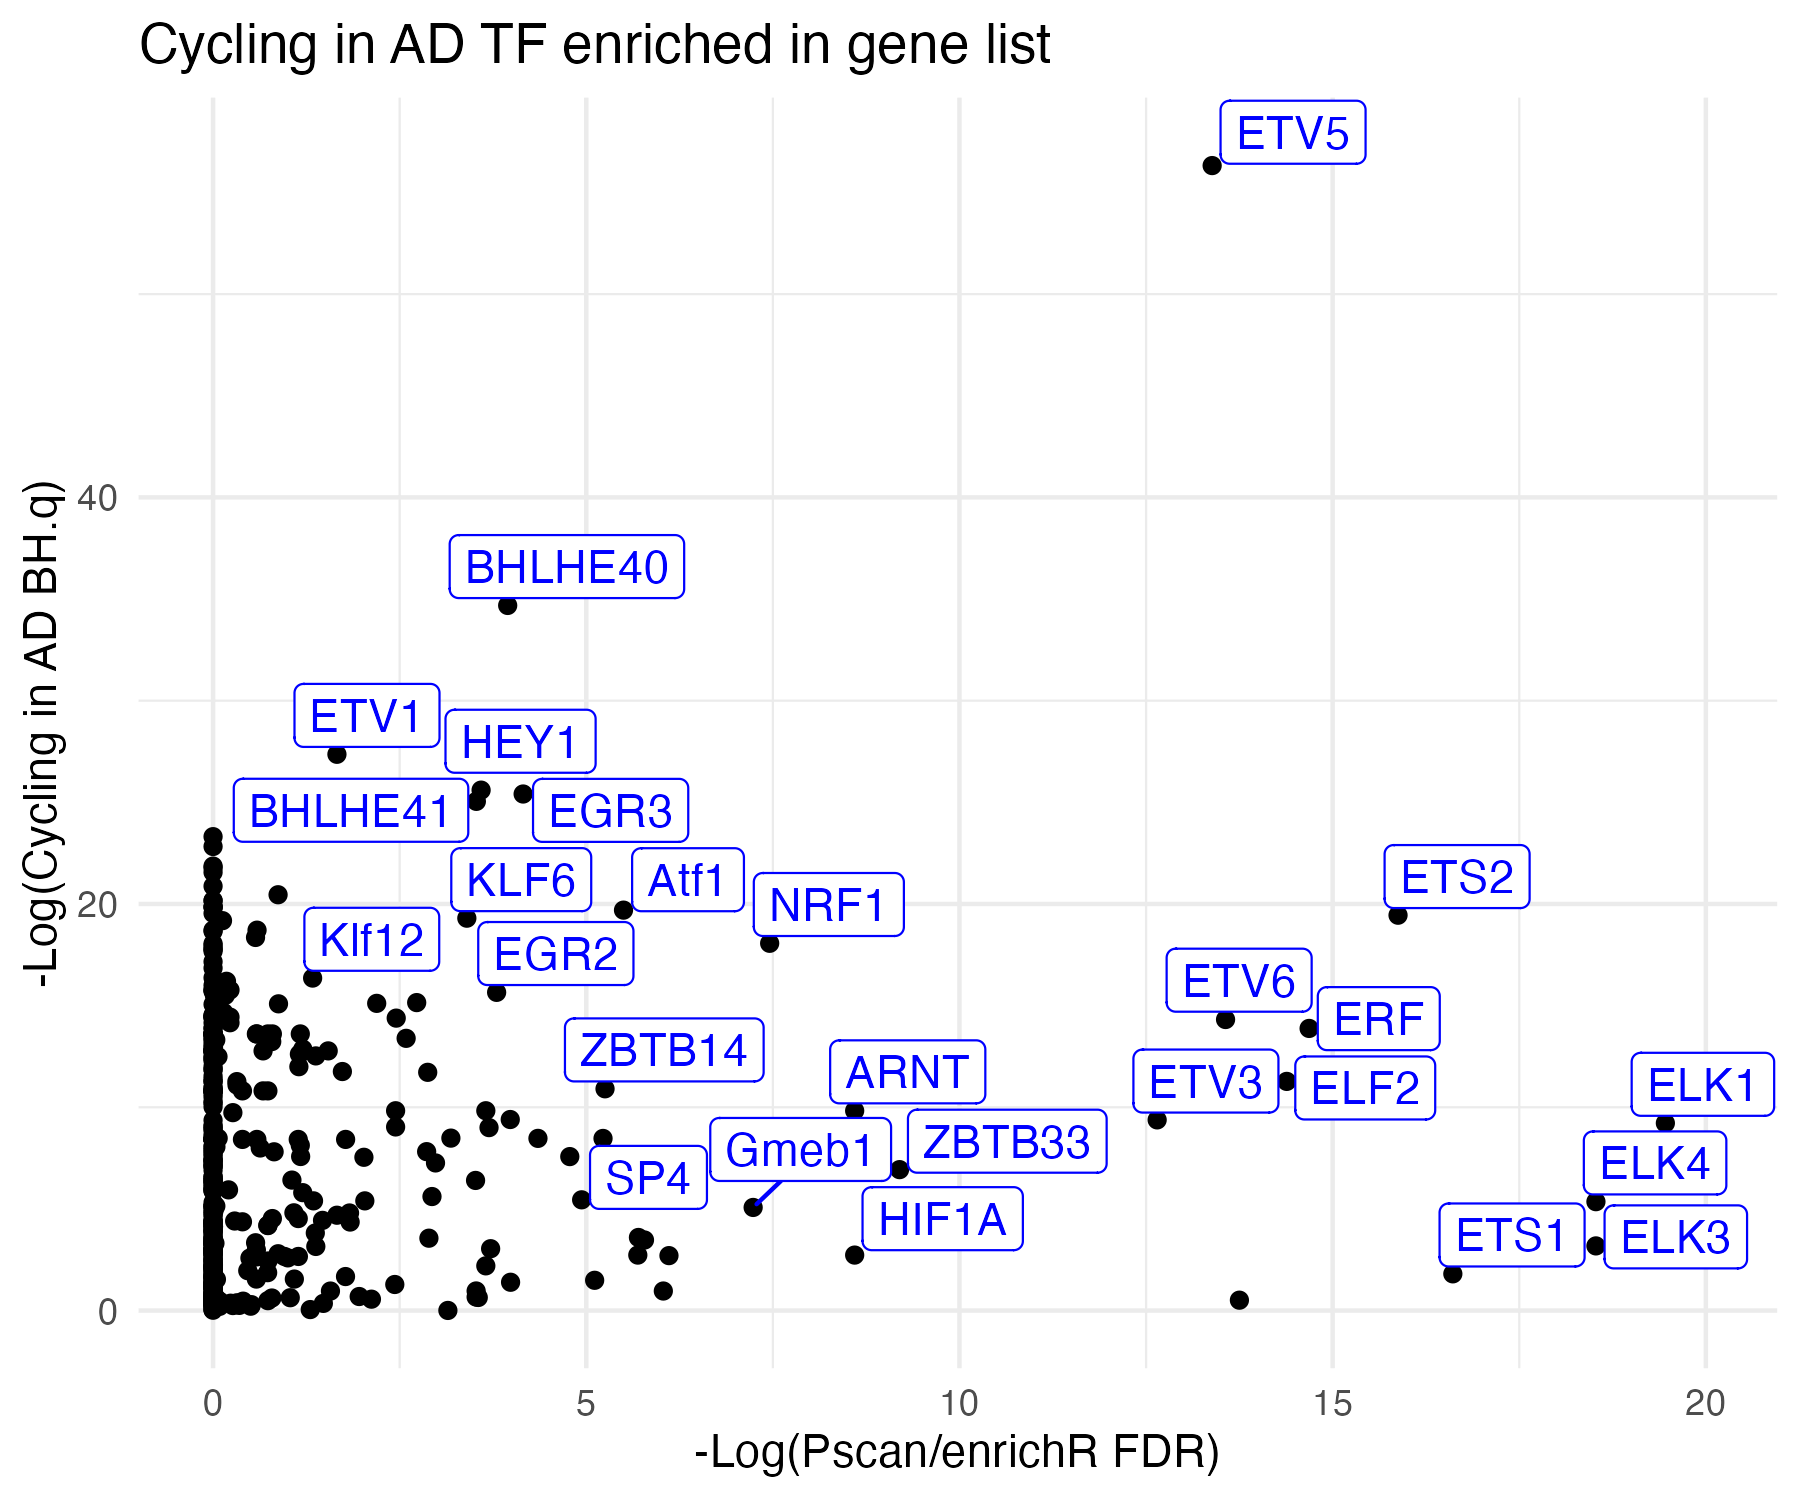 Cycling in AD TF enriched in gene list
ETV5
40
BHLHE40
ETV1
HEY1
BHLHE41
EGR3
KLF6
Atf1
NRF1
ETS2
20
Klf12
EGR2
ETV6
ERF
ZBTB14
ARNT
ETV3
ELF2
ELK1
Gmeb1
ZBTB33
ELK4
SP4
HIF1A
ETS1
ELK3
0
-Log(Cycling in AD BH.q)
0
5
10
15
20
-Log(Pscan/enrichR FDR)